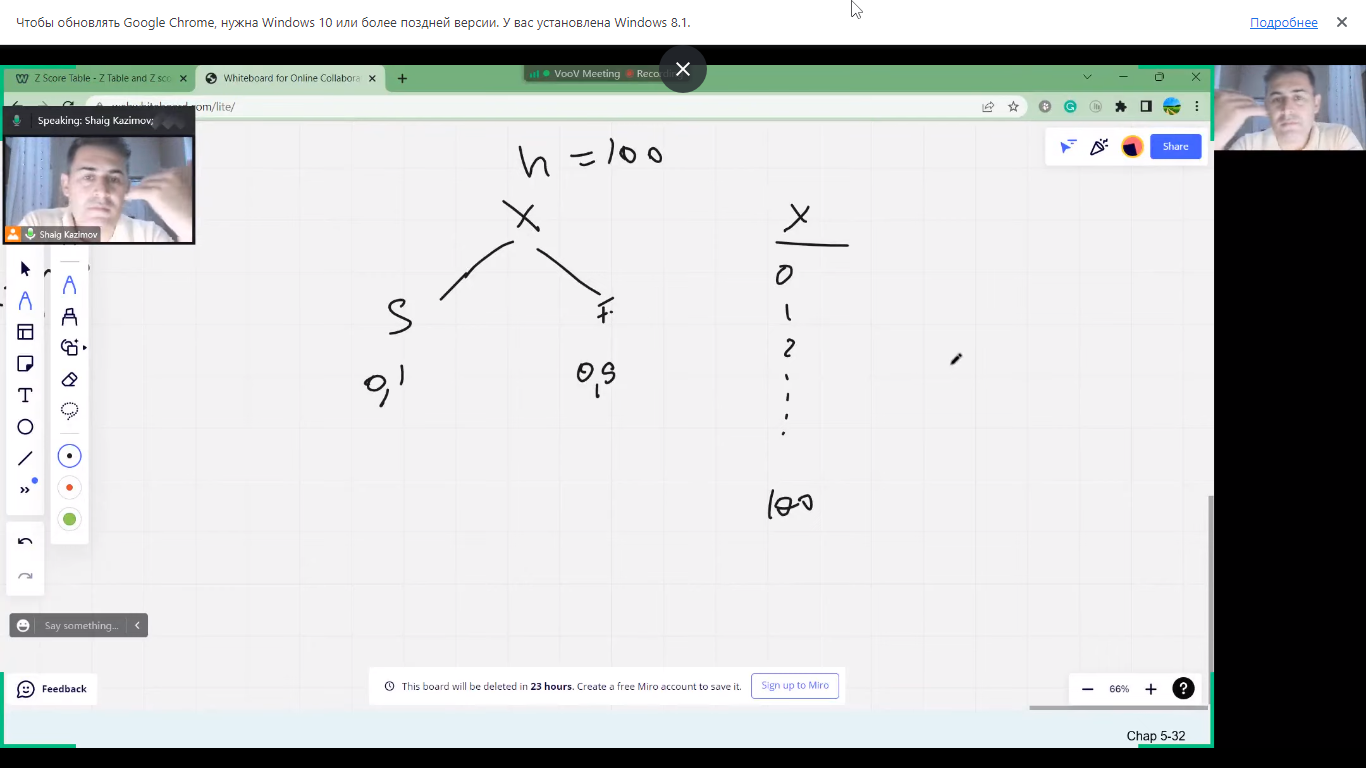 Чтобы обновлять Google Chrome, нужна Windows 10 или более поздней версии. У вас установлена Windows 8.1.
Подробнее
Z Score Table - Z Table and Z sco
Whiteboard for Online Collabora
VooV Meeting
Recording
webwhiteboard.com/lite/
Speaking: Shaig Kazimov;
Shaig Kazimov
Share
n = 100
X
S
F
0,1
0,9
X
0
1
2
100
Say something...
Feedback
This board will be deleted in 23 hours. Create a free Miro account to save it.
Sign up to Miro
66%
Chap 5-32